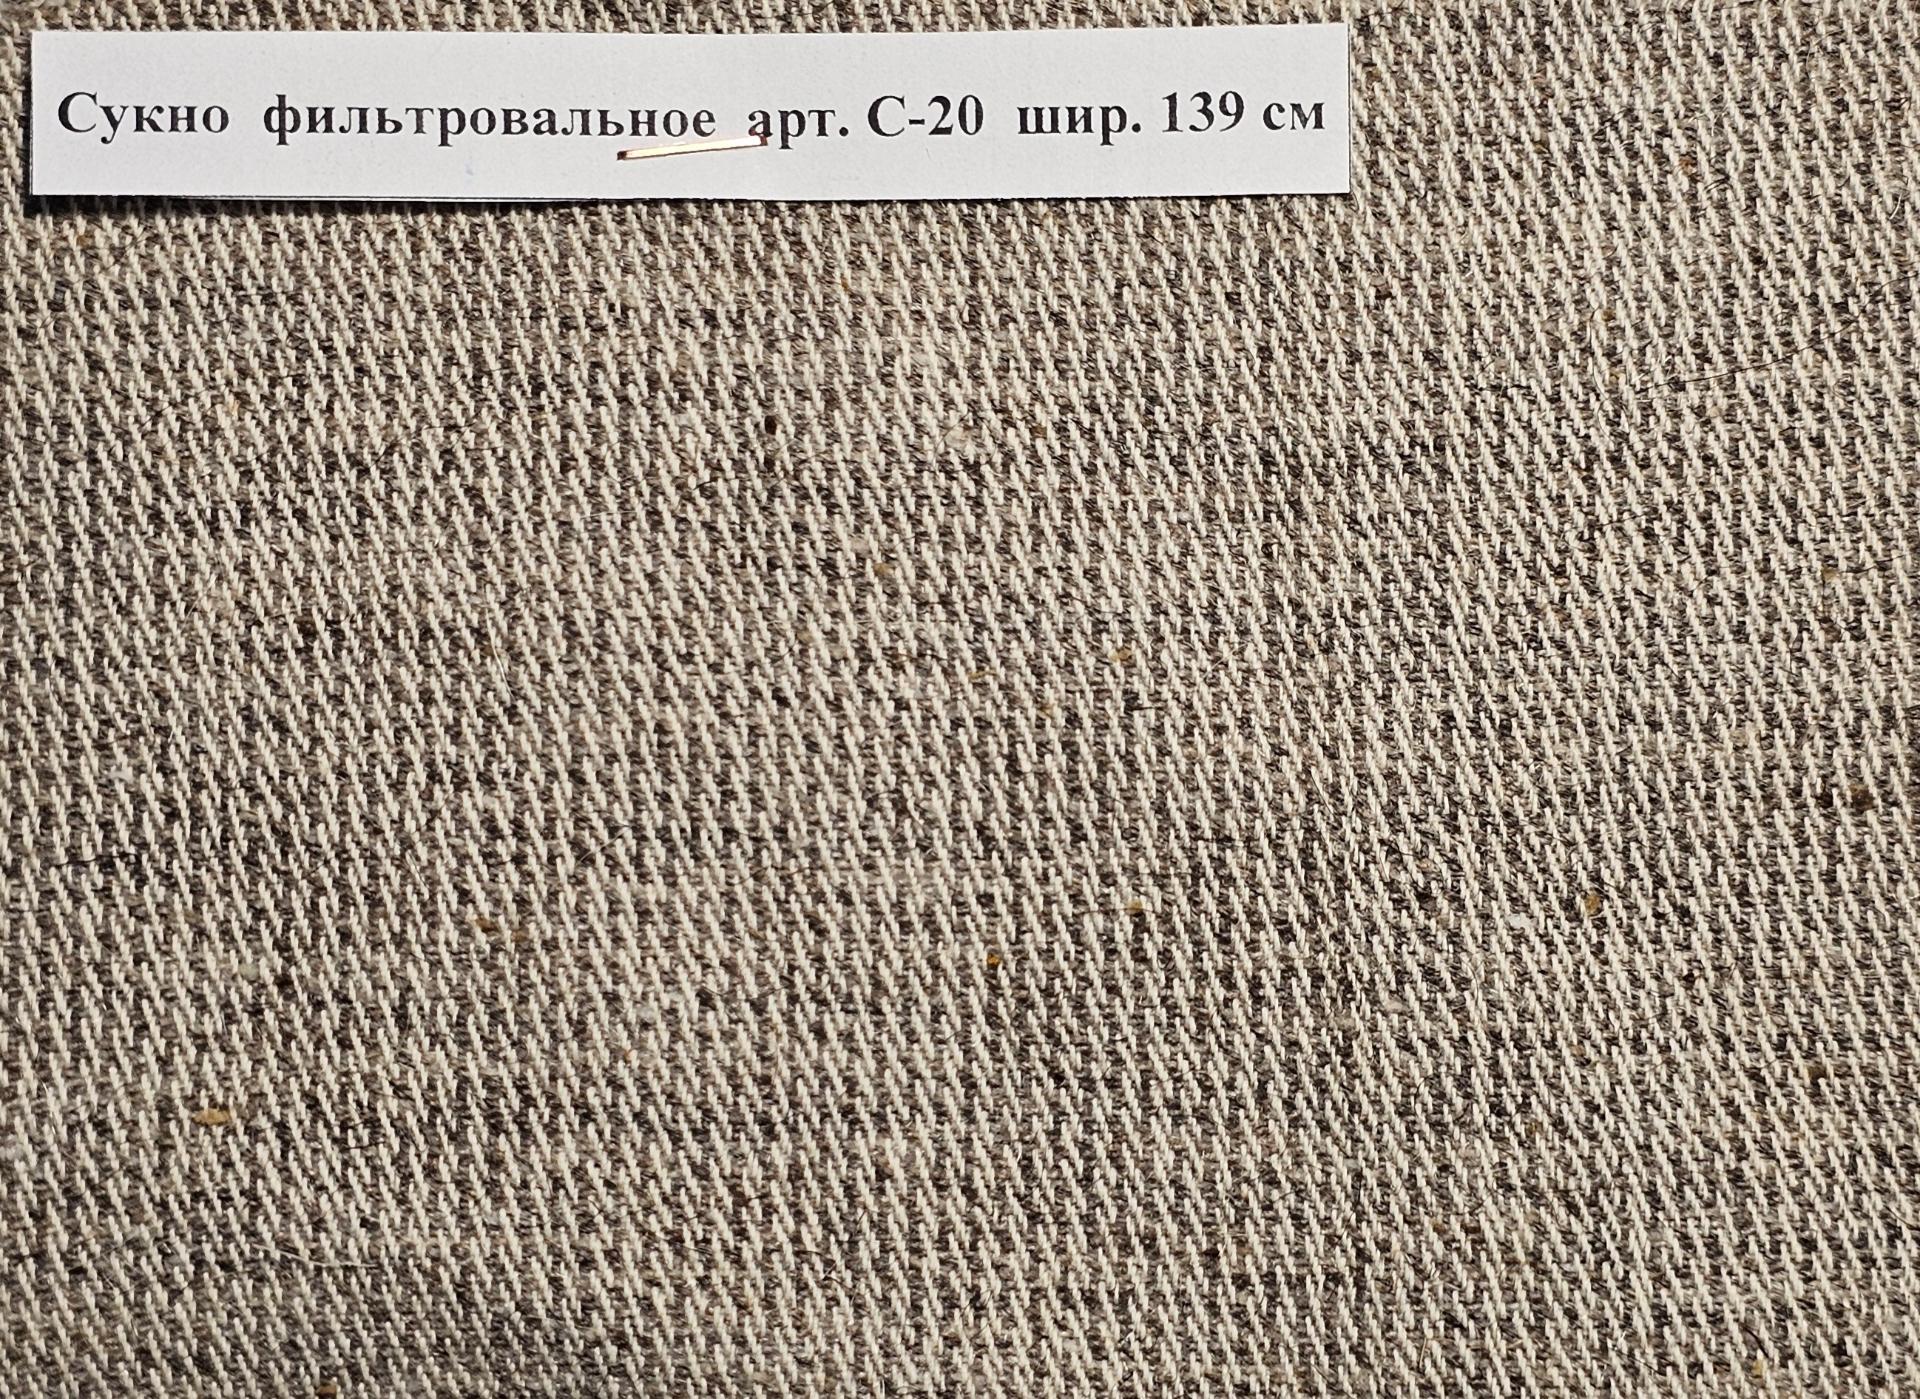 Сукно фильтровальное арт. С-20 шир. 139 см